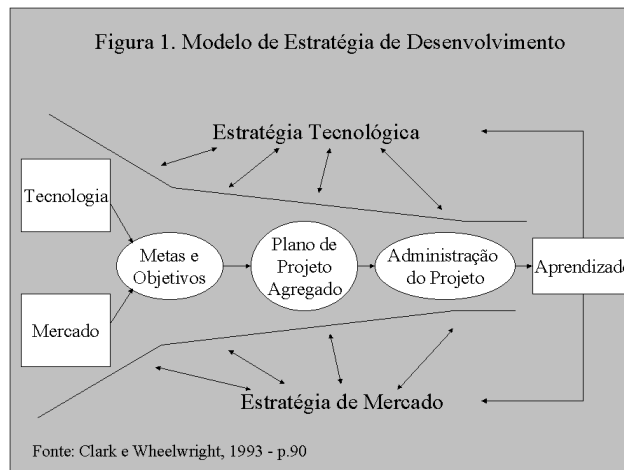 Figura 1. Modelo de Estratégia de Desenvolvimento
Estratégia Tecnológica
Tecnologia
Metas e
Objetivos
Plano de
Projeto
Agregado
Administração
do Projeto
Aprendizado
Mercado
Estratégia de Mercado
Fonte: Clark e Wheelwright, 1993 - p.90